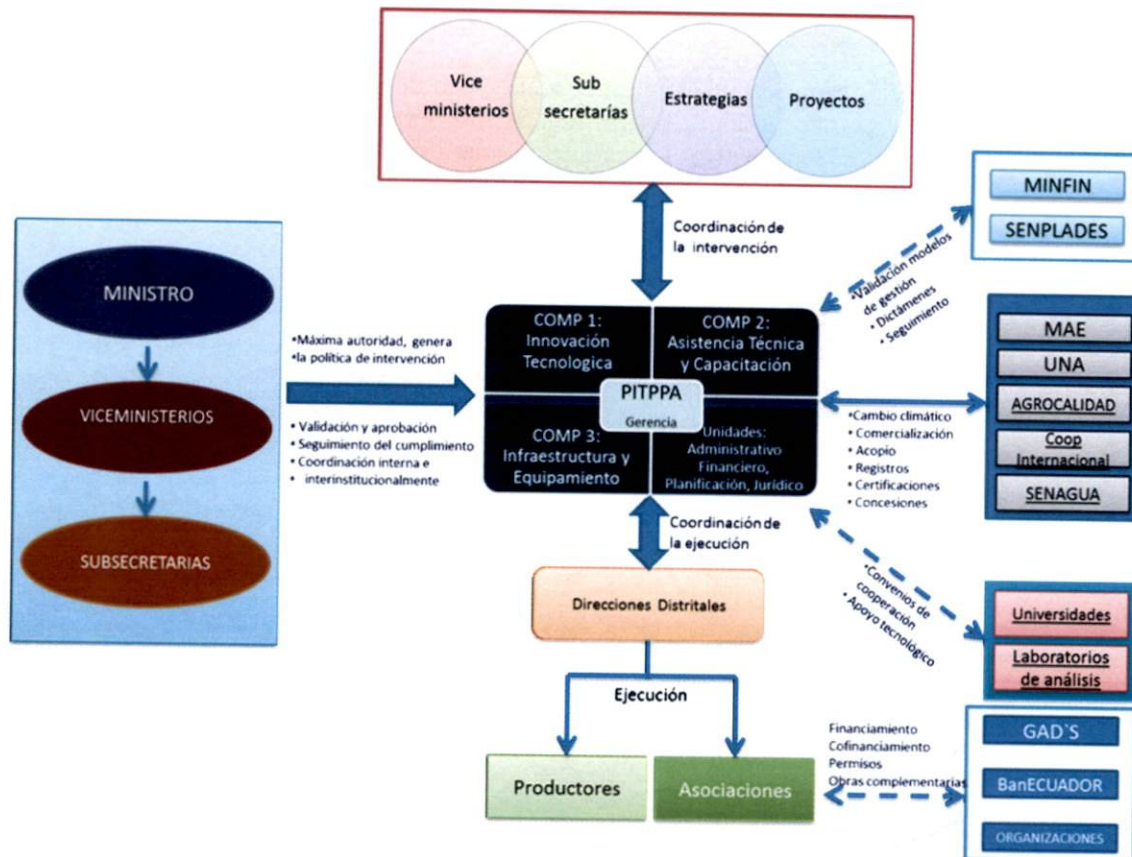 Vice
ministerios
Sub
secretarías
Estrategias
Proyectos
Coordinación de
la intervención
MINFIN
SENPLADES
•Validación modelos
de gestión
• Dictámenes
• Seguimiento
MINISTRO
VICEMINISTERIOS
SUBSECRETARIAS
•Máxima autoridad, genera
•la política de intervención
• Validación y aprobación
• Seguimiento del cumplimiento
• Coordinación interna e
• interinstitucionalmente
COMP 1:
Innovación
Tecnologica
COMP 2:
Asistencia Técnica
y Capacitación
PITPPA
Gerencia
COMP 3:
Infraestructura y
Equipamiento
Unidades:
Administrativo
Financiero,
Planificación, Jurídico
MAE
UNA
AGROCALIDAD
Coop
Internacional
SENAGUA
•Cambio climático
• Comercialización
• Acopio
• Registros
• Certificaciones
• Concesiones
Coordinación de
la ejecución
•Convenios de
cooperación
• Apoyo tecnológico
Universidades
Laboratorios
de análisis
Direcciones Distritales
Ejecución
Productores
Asociaciones
Financiamiento
Cofinanciamiento
Permisos
Obras complementarias
GAD`S
BanECUADOR
ORGANIZACIONES